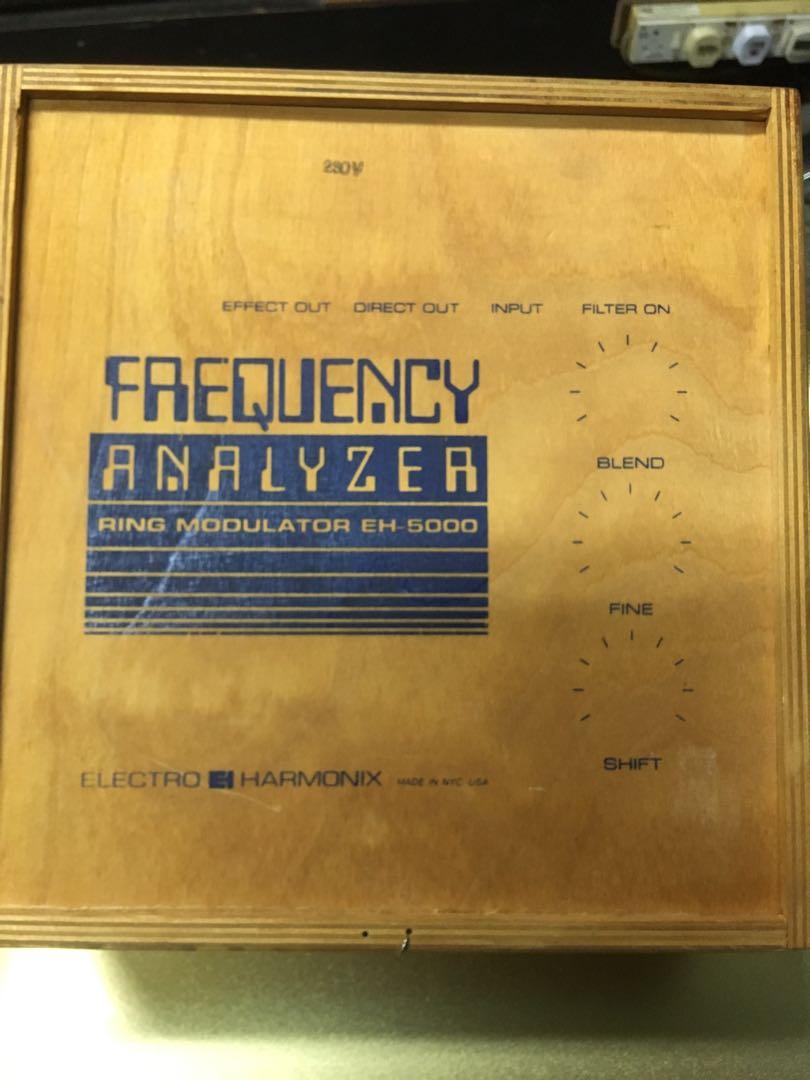 230V
EFFECT OUT DIRECT OUT INPUT FILTER ON
FREQUENCY
ANALYZER
BLEND
RING MODULATOR EH-5000
FINE
SHIFT
ELECTRO EH HARMONIX MADE IN NYC USA